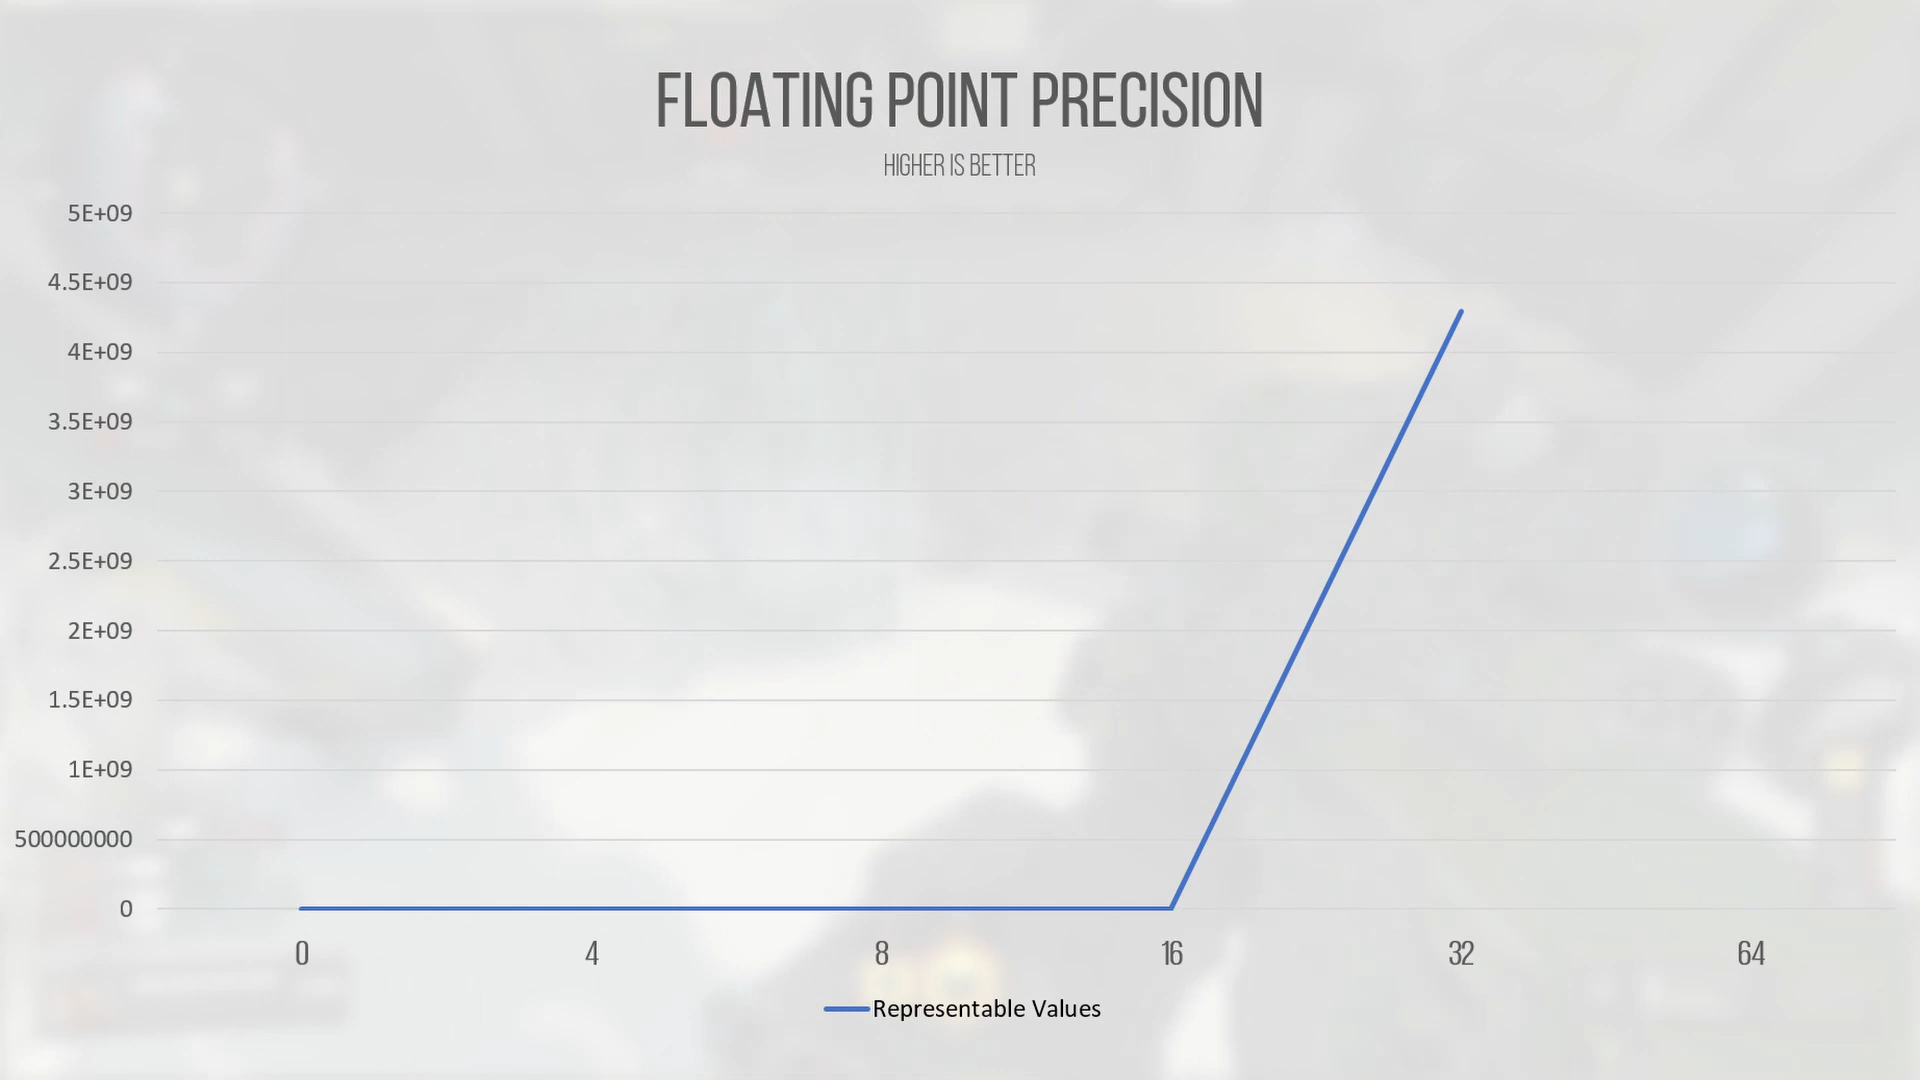 FLOATING POINT PRECISION
HIGHER IS BETTER
5E+09
4.5E+09
4E+09
3.5E+09
3E+09
2.5E+09
2E+09
1.5E+09
1E+09
500000000
0
0 4 8 16 32 64
Representable Values